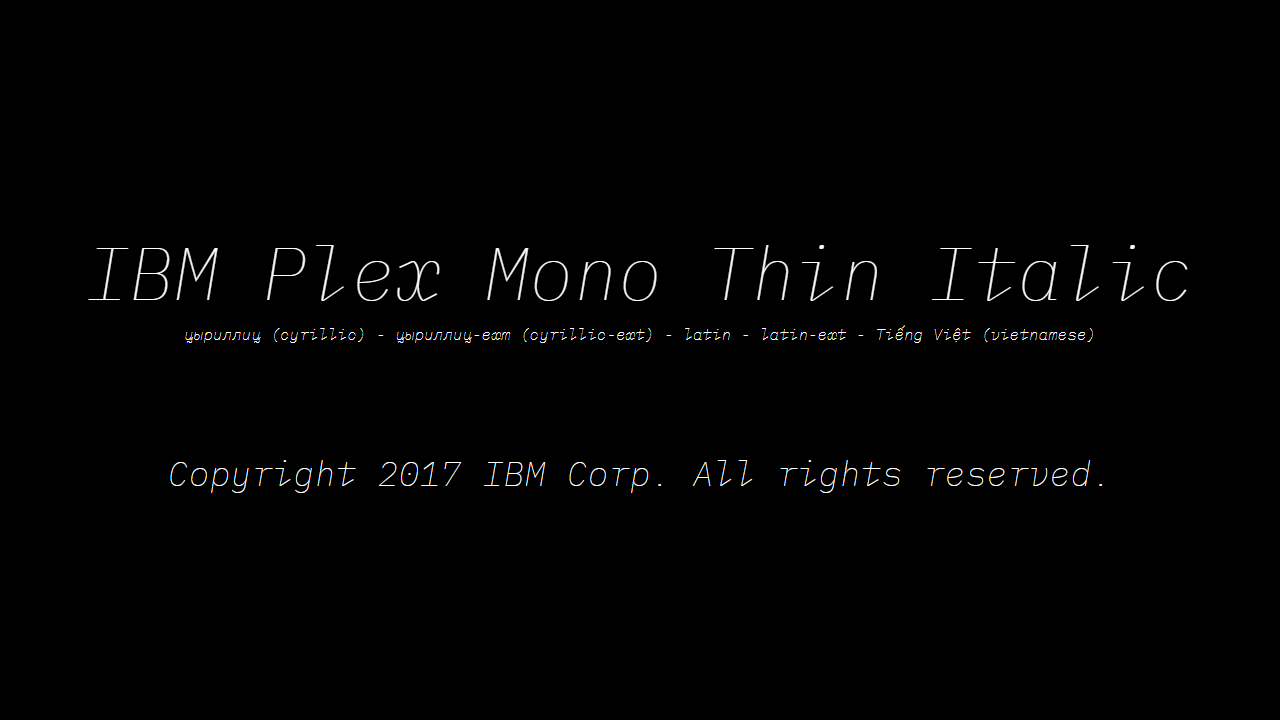 IBM Plex Mono Thin Italic
цыриллиц (cyrillic) - цыриллиц-еxт (cyrillic-ext) - latin - latin-ext - Tiếng Việt (vietnamese)
Copyright 2017 IBM Corp. All rights reserved.